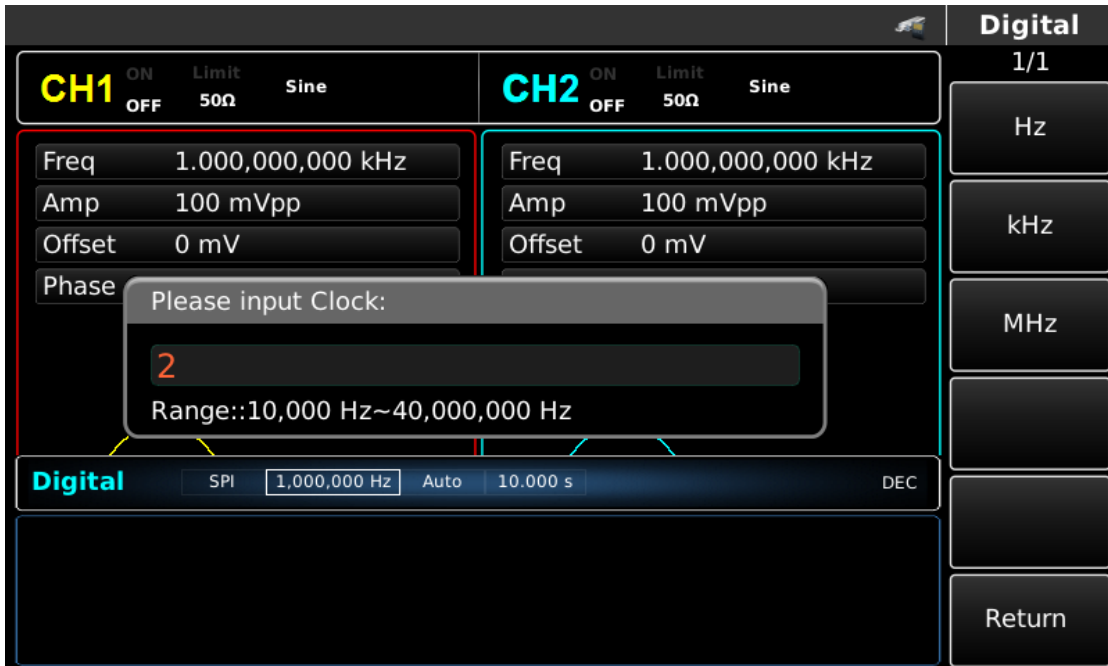 Digital
1/1
CH1 ON OFF Limit 50Ω Sine
CH2 ON OFF Limit 50Ω Sine
Freq 1.000,000,000 kHz
Amp 100 mVpp
Offset 0 mV
Phase
Freq 1.000,000,000 kHz
Amp 100 mVpp
Offset 0 mV
Please input Clock:
2
Range::10,000 Hz~40,000,000 Hz
Digital SPI 1,000,000 Hz Auto 10.000 s DEC
Hz
kHz
MHz
Return